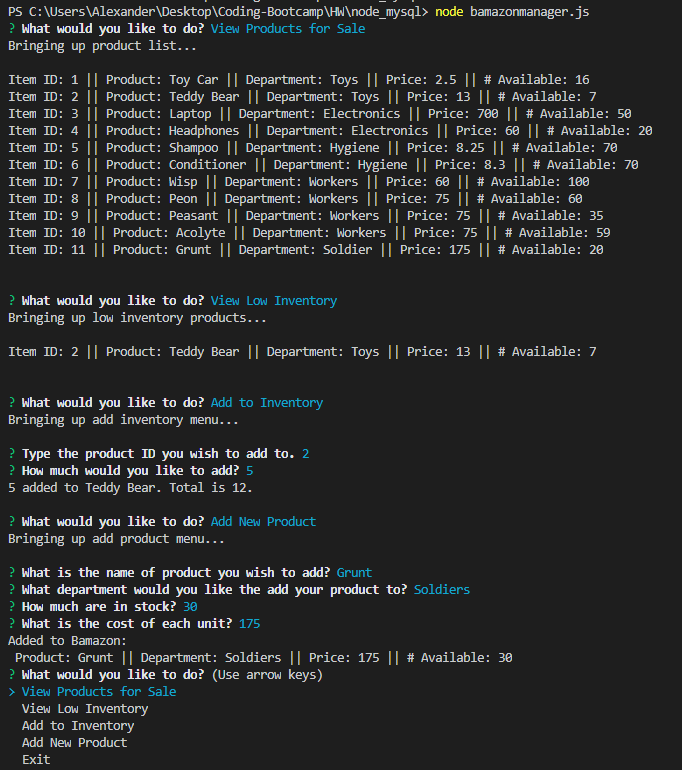 PS C:\Users\Alexander\Desktop\Coding-Bootcamp\HW\node_mysql> node bamazonmanager.js
? What would you like to do? View Products for Sale
Bringing up product list...
Item ID: 1 || Product: Toy Car || Department: Toys || Price: 2.5 || # Available: 16
Item ID: 2 || Product: Teddy Bear || Department: Toys || Price: 13 || # Available: 7
Item ID: 3 || Product: Laptop || Department: Electronics || Price: 700 || # Available: 50
Item ID: 4 || Product: Headphones || Department: Electronics || Price: 60 || # Available: 20
Item ID: 5 || Product: Shampoo || Department: Hygiene || Price: 8.25 || # Available: 70
Item ID: 6 || Product: Conditioner || Department: Hygiene || Price: 8.3 || # Available: 70
Item ID: 7 || Product: Wisp || Department: Workers || Price: 60 || # Available: 100
Item ID: 8 || Product: Peon || Department: Workers || Price: 75 || # Available: 60
Item ID: 9 || Product: Peasant || Department: Workers || Price: 75 || # Available: 35
Item ID: 10 || Product: Acolyte || Department: Workers || Price: 75 || # Available: 59
Item ID: 11 || Product: Grunt || Department: Soldier || Price: 175 || # Available: 20
? What would you like to do? View Low Inventory
Bringing up low inventory products...
Item ID: 2 || Product: Teddy Bear || Department: Toys || Price: 13 || # Available: 7
? What would you like to do? Add to Inventory
Bringing up add inventory menu...
? Type the product ID you wish to add to. 2
? How much would you like to add? 5
5 added to Teddy Bear. Total is 12.
? What would you like to do? Add New Product
Bringing up add product menu...
? What is the name of product you wish to add? Grunt
? What department would you like the add your product to? Soldiers
? How much are in stock? 30
? What is the cost of each unit? 175
Added to Bamazon:
Product: Grunt || Department: Soldiers || Price: 175 || # Available: 30
? What would you like to do? (Use arrow keys)
> View Products for Sale
View Low Inventory
Add to Inventory
Add New Product
Exit